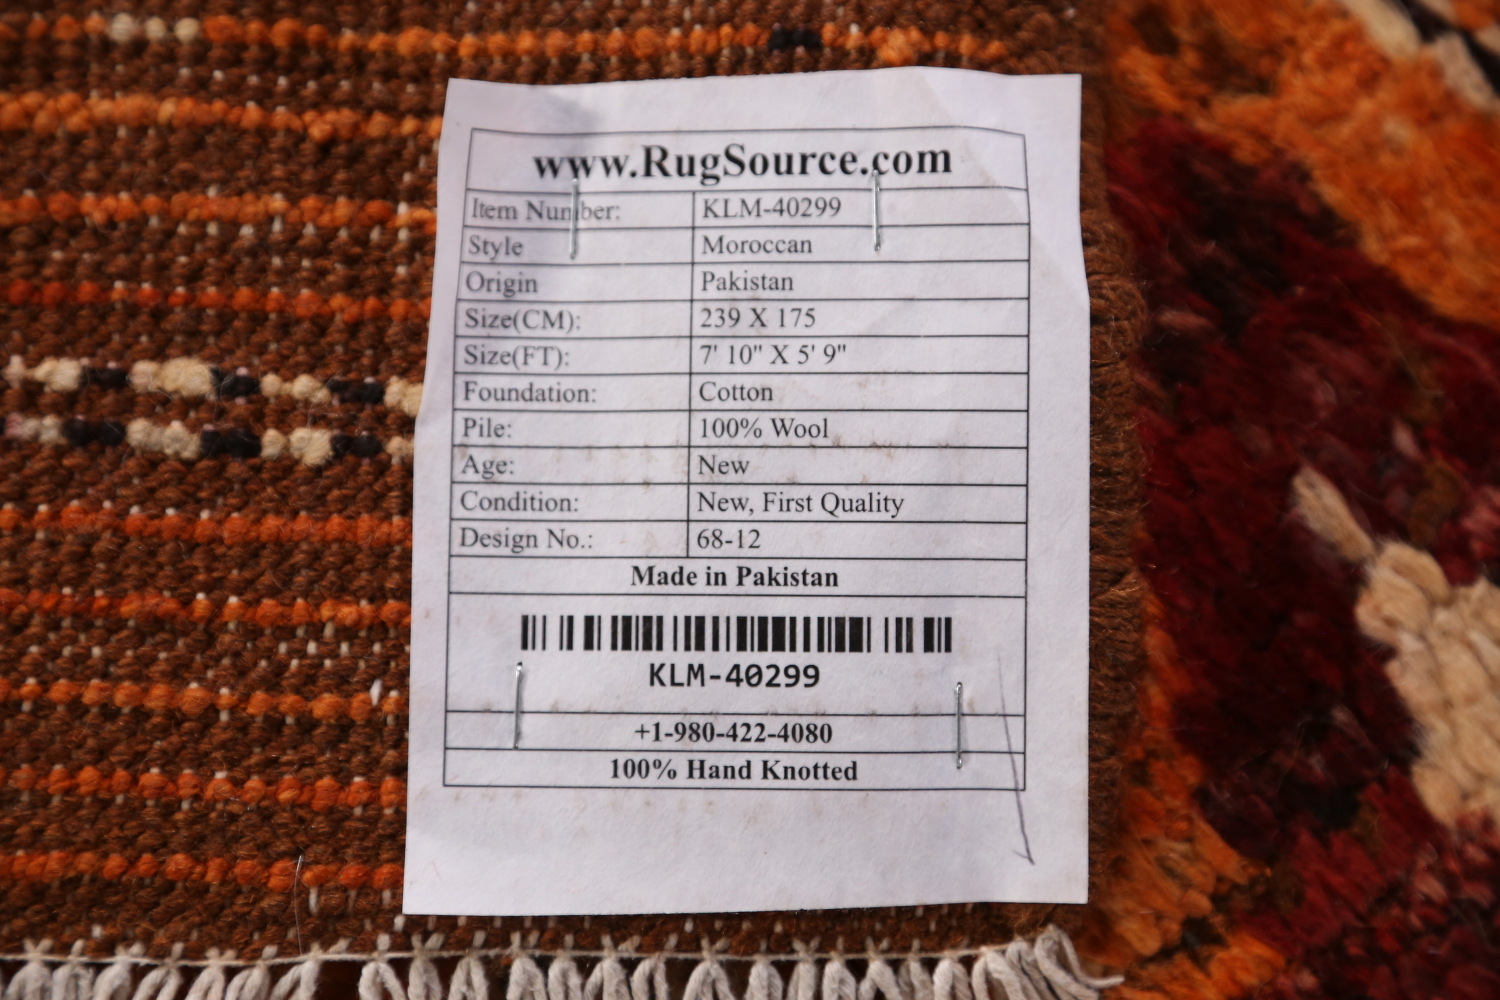 www.RugSource.com
Item Number: KLM-40299
Style Moroccan
Origin Pakistan
Size(CM): 239 X 175
Size(FT): 7' 10" X 5' 9"
Foundation: Cotton
Pile: 100% Wool
Age: New
Condition: New, First Quality
Design No.: 68-12
Made in Pakistan
KLM-40299
+1-980-422-4080
100% Hand Knotted